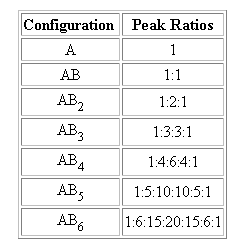 Configuration Peak Ratios
A 1
AB 1:1
AB₂ 1:2:1
AB₃ 1:3:3:1
AB₄ 1:4:6:4:1
AB₅ 1:5:10:10:5:1
AB₆ 1:6:15:20:15:6:1